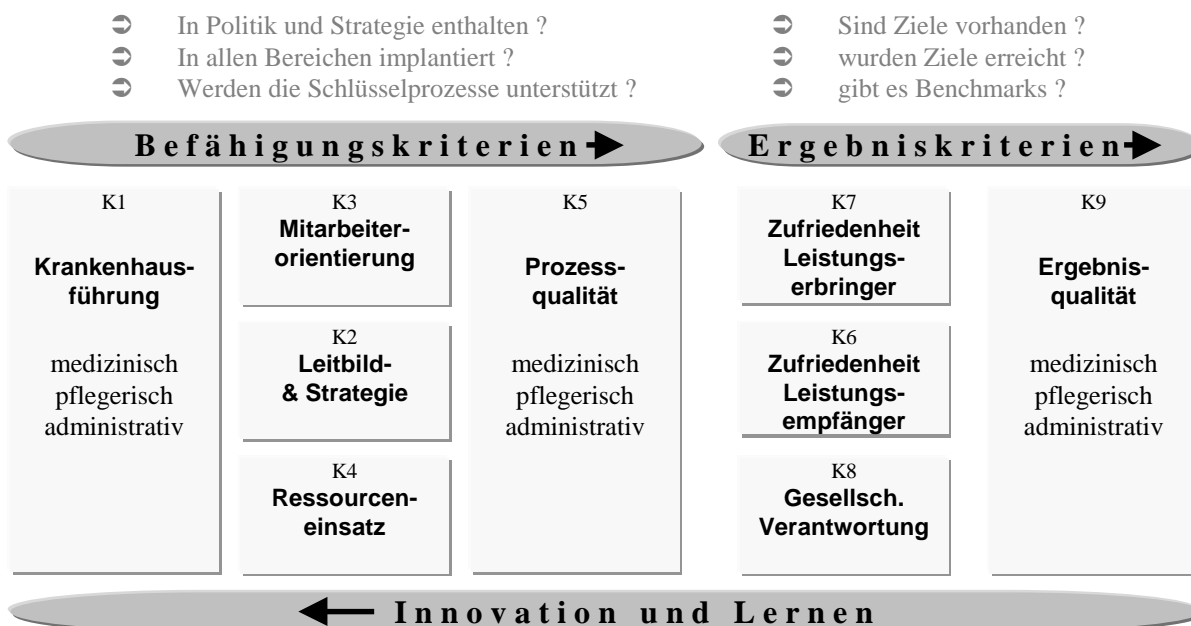 ➲ In Politik und Strategie enthalten ?
➲ In allen Bereichen implantiert ?
➲ Werden die Schlüsselprozesse unterstützt ?
➲ Sind Ziele vorhanden ?
➲ wurden Ziele erreicht ?
➲ gibt es Benchmarks ?
Befähigungskriterien
Ergebniskriterien
K1
Krankenhaus-
führung
medizinisch
pflegerisch
administrativ
K3
Mitarbeiter-
orientierung
K2
Leitbild-
& Strategie
K4
Ressourcen-
einsatz
K5
Prozess-
qualität
medizinisch
pflegerisch
administrativ
K7
Zufriedenheit
Leistungs-
erbringer
K6
Zufriedenheit
Leistungs-
empfänger
K8
Gesellsch.
Verantwortung
K9
Ergebnis-
qualität
medizinisch
pflegerisch
administrativ
Innovation und Lernen